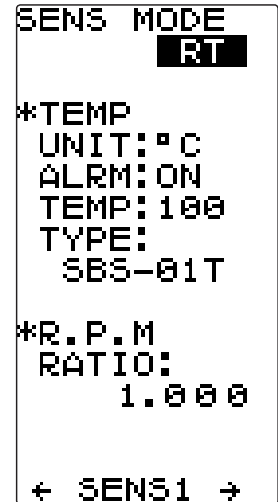 SENS MODE
RT
*TEMP
UNIT:°C
ALRM:ON
TEMP:100
TYPE:
SBS-01T
*R.P.M
RATIO:
1.000
← SENS1 →